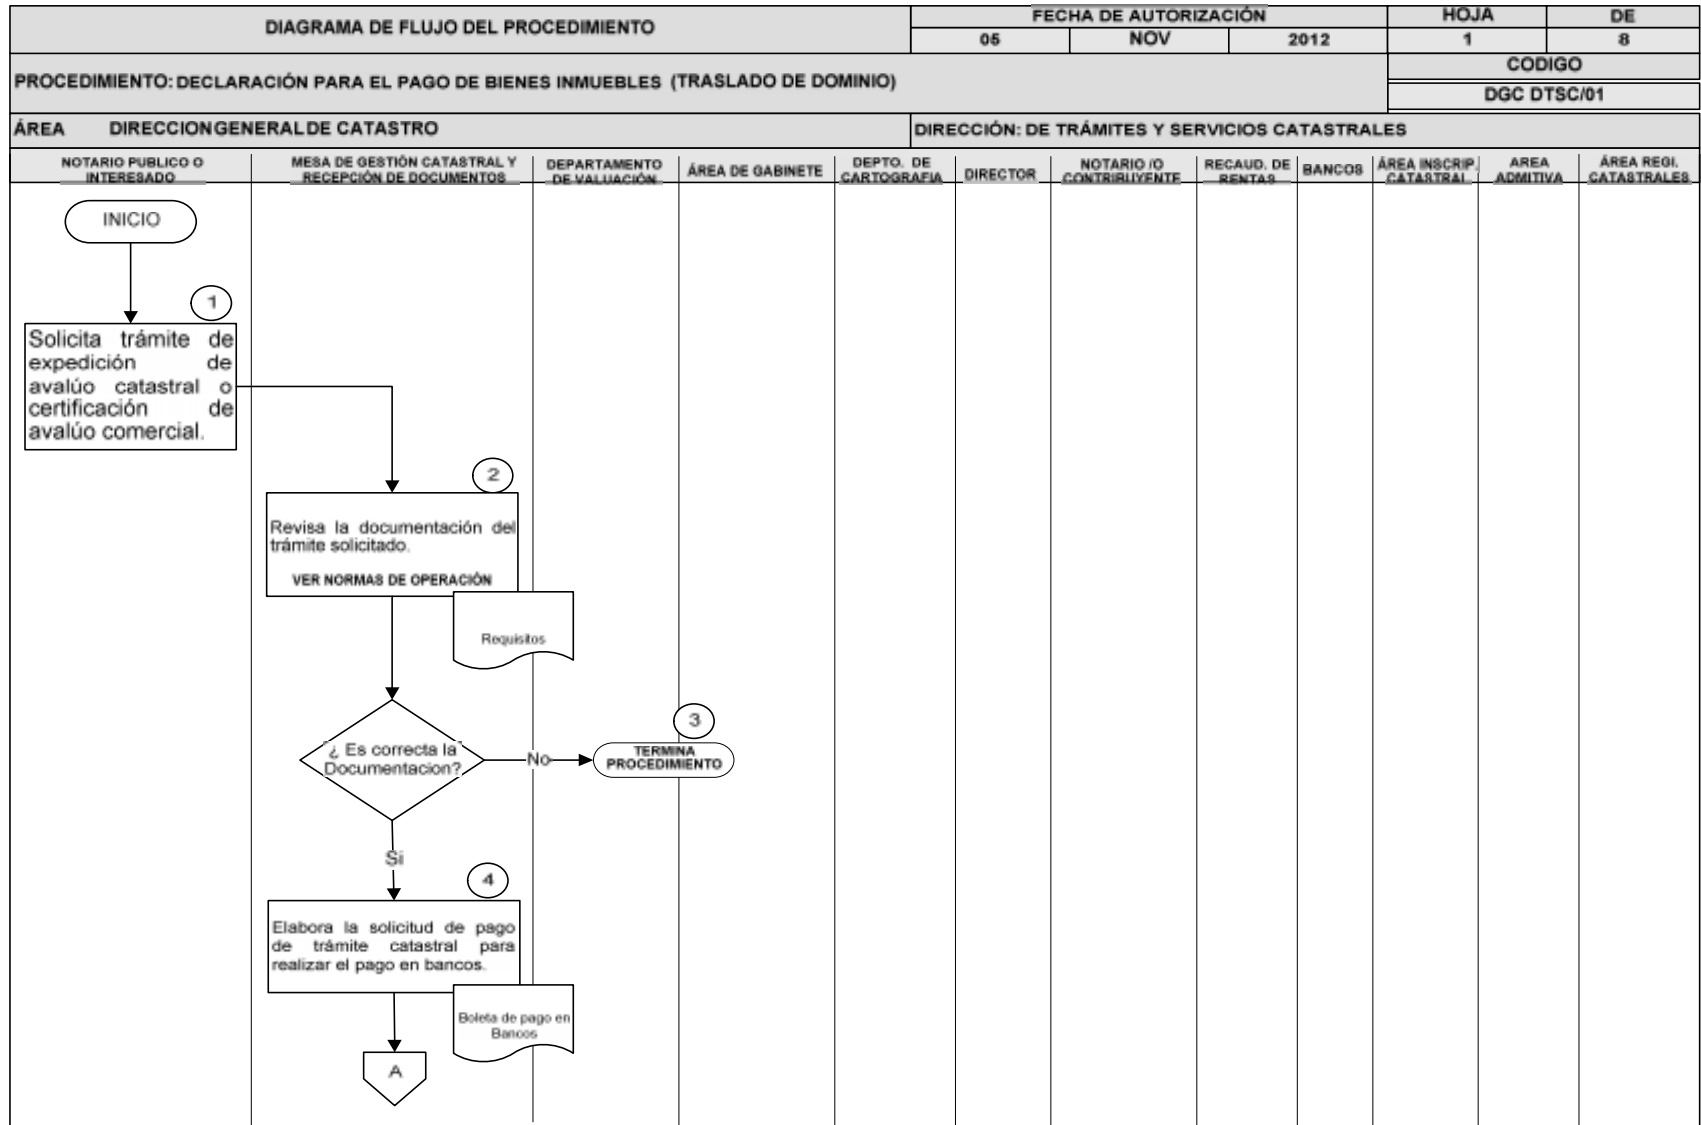 DIAGRAMA DE FLUJO DEL PROCEDIMIENTO
FECHA DE AUTORIZACIÓN
HOJA
DE
05
NOV
2012
1
8
PROCEDIMIENTO: DECLARACIÓN PARA EL PAGO DE BIENES INMUEBLES (TRASLADO DE DOMINIO)
CODIGO
DGC DTSC/01
ÁREA DIRECCION GENERAL DE CATASTRO
DIRECCIÓN: DE TRÁMITES Y SERVICIOS CATASTRALES
NOTARIO PUBLICO O
INTERESADO
MESA DE GESTIÓN CATASTRAL Y
RECEPCIÓN DE DOCUMENTOS
DEPARTAMENTO
DE VALUACIÓN
ÁREA DE GABINETE
DEPTO. DE
CARTOGRAFIA
DIRECTOR
NOTARIO /O
CONTRIBUYENTE
RECAUD. DE
RENTAS
BANCOS
ÁREA INSCRIP.
CATASTRAL
AREA
ADMITIVA
ÁREA REGI.
CATASTRALES
INICIO
1
Solicita trámite de
expedición de
avalúo catastral o
certificación de
avalúo comercial.
2
Revisa la documentación del
trámite solicitado.
VER NORMAS DE OPERACIÓN
Requisitos
¿ Es correcta la
Documentacion?
No
3
TERMINA
PROCEDIMIENTO
Si
4
Elabora la solicitud de pago
de trámite catastral para
realizar el pago en bancos.
Boleta de pago en
Bancos
A